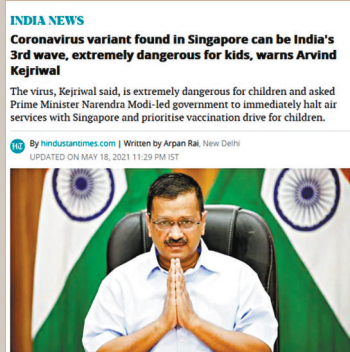 INDIA NEWS
Coronavirus variant found in Singapore can be India's
3rd wave, extremely dangerous for kids, warns Arvind
Kejriwal
The virus, Kejriwal said, is extremely dangerous for children and asked
Prime Minister Narendra Modi-led government to immediately halt air
services with Singapore and prioritise vaccination drive for children.
HT By hindustantimes.com | Written by Arpan Rai, New Delhi
UPDATED ON MAY 18, 2021 11:29 PM IST